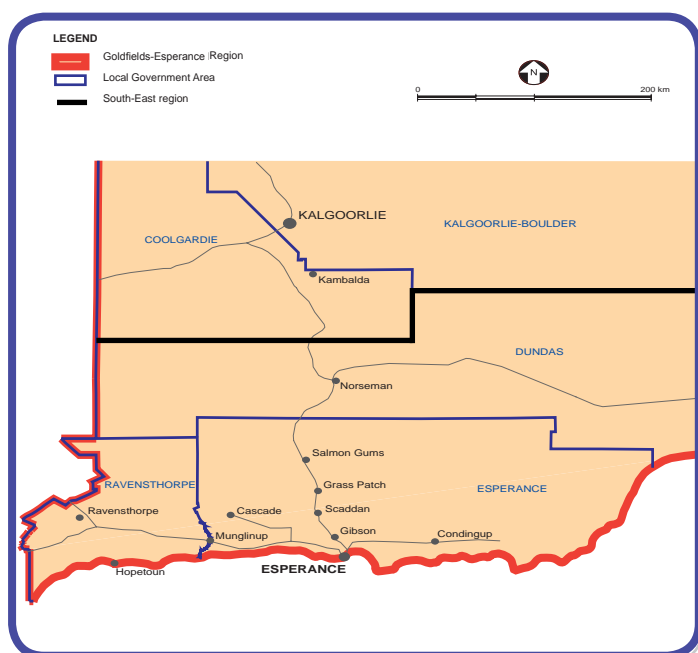 LEGEND
Goldfields-Esperance Region
Local Government Area
South-East region
N
0 200 km
KALGOORLIE
KALGOORLIE-BOULDER
COOLGARDIE
Kambalda
DUNDAS
Norseman
Salmon Gums
RAVENSTHORPE
Grass Patch
ESPERANCE
Ravensthorpe
Cascade
Scaddan
Munglinup
Gibson
Condingup
ESPERANCE
Hopetoun